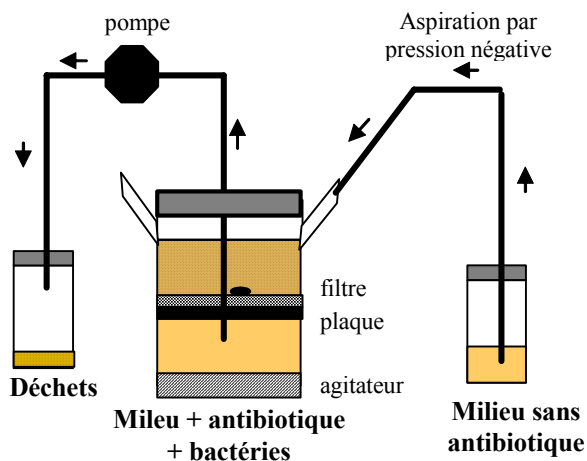 pompe
Aspiration par
pression négative
filtre
plaque
agitateur
Déchets
Mileu + antibiotique
+ bactéries
Milieu sans
antibiotique